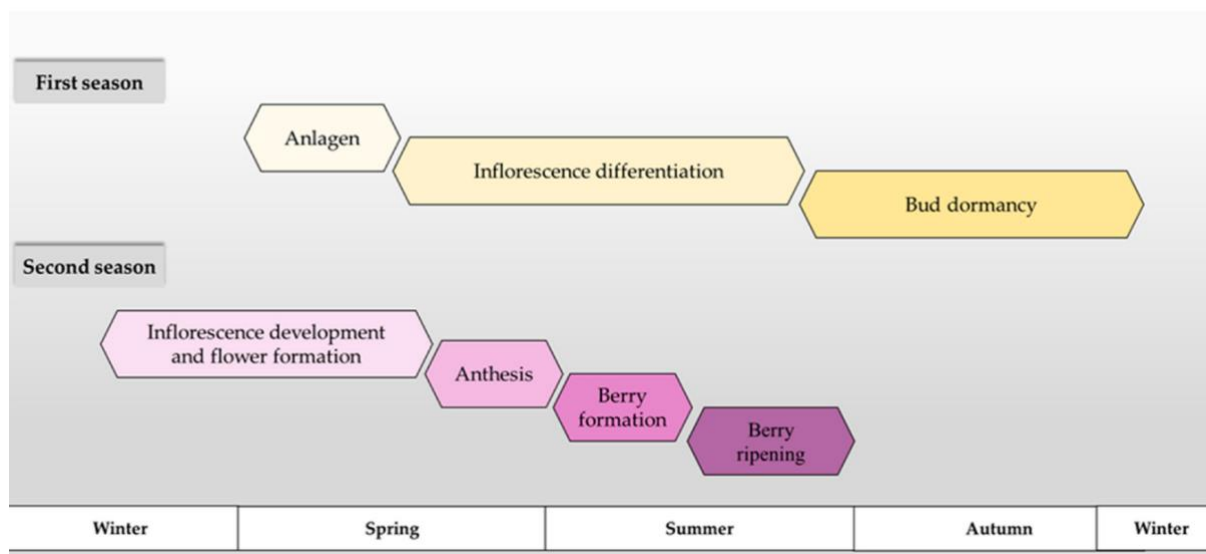 First season
Anlagen
Inflorescence differentiation
Bud dormancy
Second season
Inflorescence development
and flower formation
Anthesis
Berry
formation
Berry
ripening
Winter Spring Summer Autumn Winter